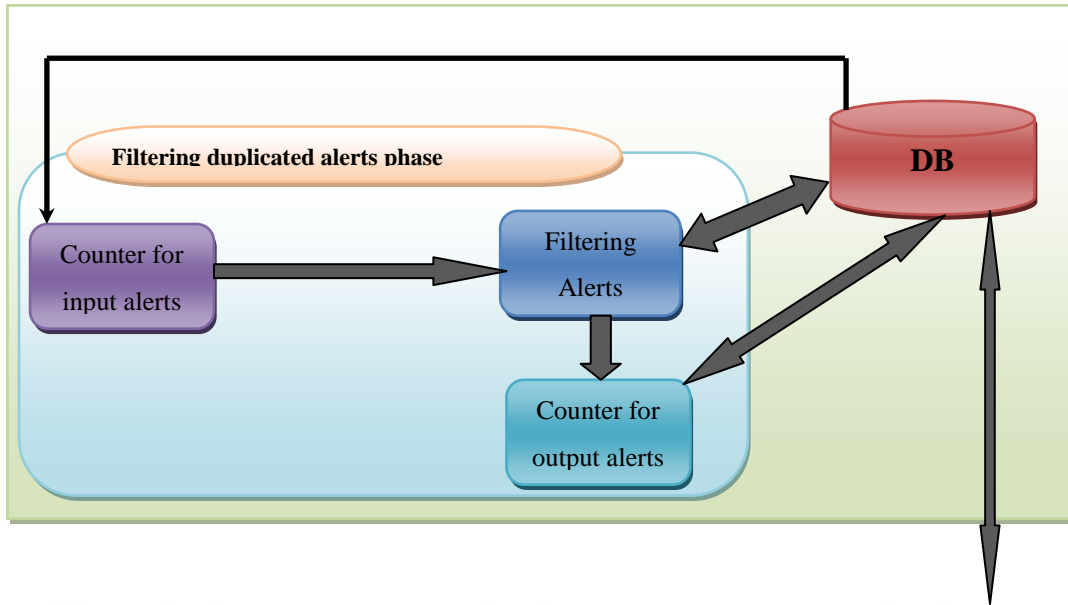 Filtering duplicated alerts phase
DB
Counter for
input alerts
Filtering
Alerts
Counter for
output alerts